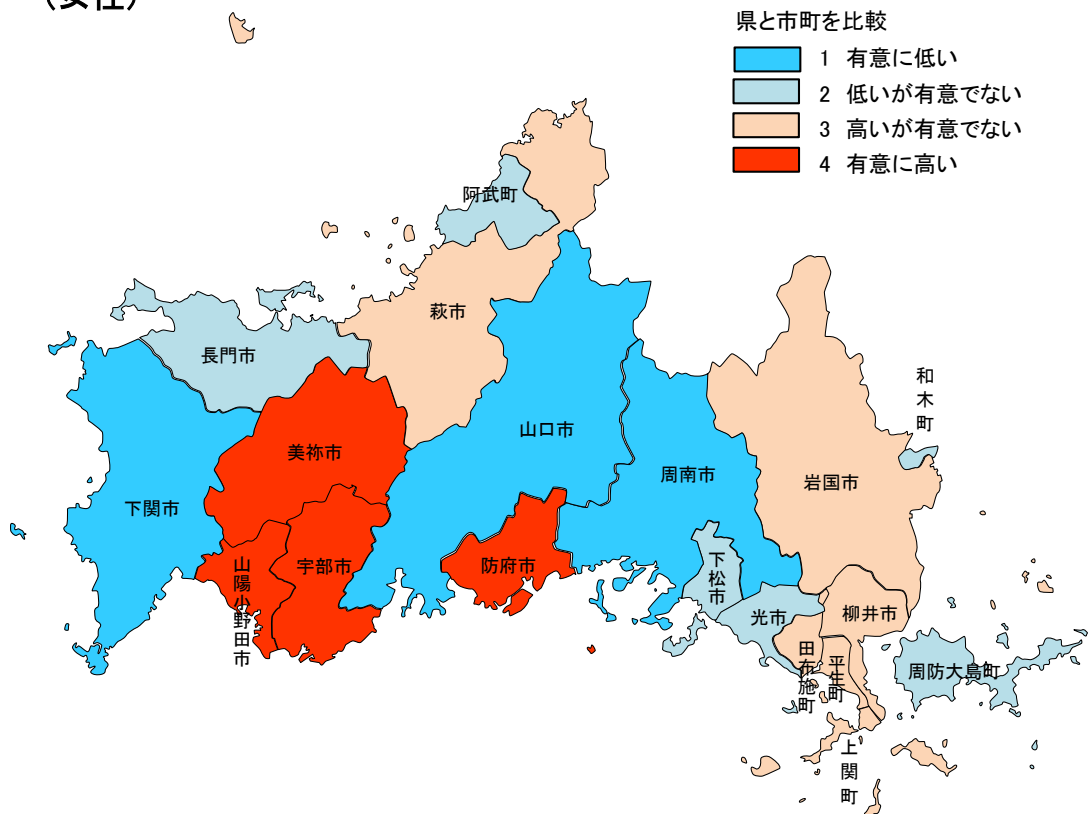 (女性)
県と市町を比較
1 有意に低い
2 低いが有意でない
3 高いが有意でない
4 有意に高い
阿武町
萩市
長門市
和木町
美祢市
山口市
周南市
岩国市
下関市
山陽小野田市
宇部市
防府市
下松市
光市
柳井市
田布施町
平生町
周防大島町
上関町